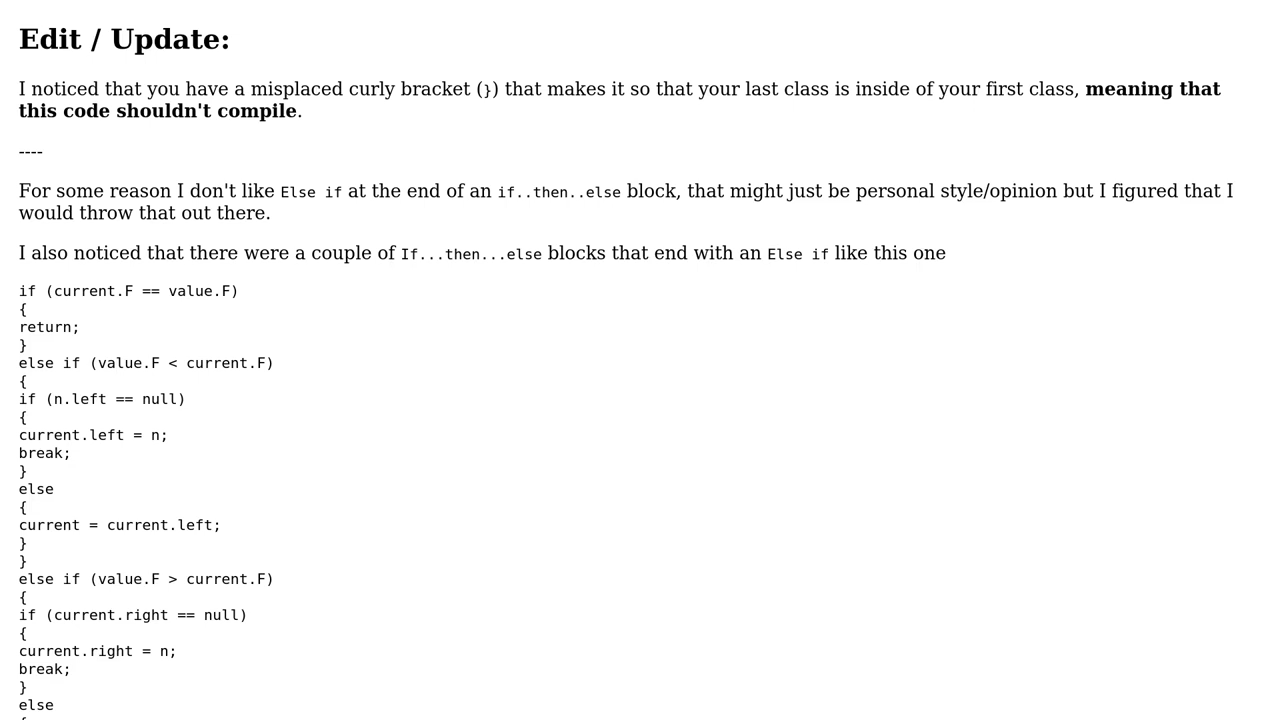 Edit / Update:
I noticed that you have a misplaced curly bracket (}) that makes it so that your last class is inside of your first class, meaning that
this code shouldn't compile.
----
For some reason I don't like Else if at the end of an if..then..else block, that might just be personal style/opinion but I figured that I
would throw that out there.
I also noticed that there were a couple of If...then...else blocks that end with an Else if like this one
if (current.F == value.F)
{
return;
}
else if (value.F < current.F)
{
if (n.left == null)
{
current.left = n;
break;
}
else
{
current = current.left;
}
}
else if (value.F > current.F)
{
if (current.right == null)
{
current.right = n;
break;
}
else
{